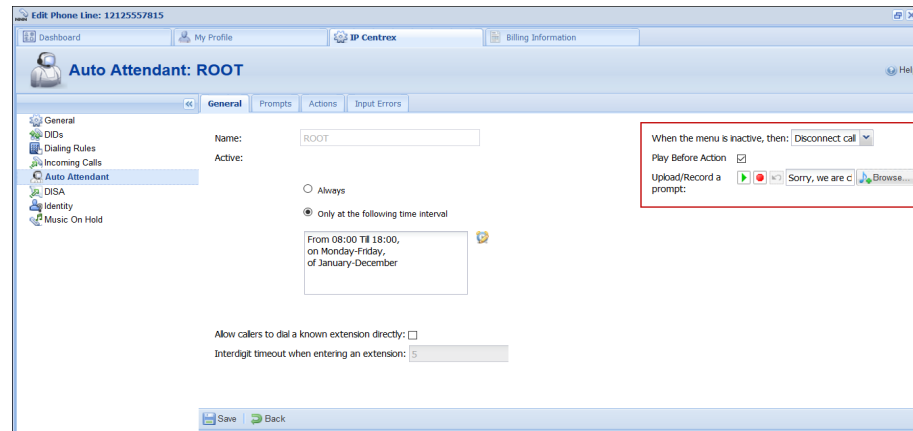 Edit Phone Line: 12125557815
Dashboard My Profile IP Centrex Billing Information
Auto Attendant: ROOT
Hel
General Prompts Actions Input Errors
General
DIDs
Dialing Rules
Incoming Calls
Auto Attendant
DISA
Identity
Music On Hold
Name: ROOT
Active:
Always
Only at the following time interval
From 08:00 Till 18:00,
on Monday-Friday,
of January-December
When the menu is inactive, then: Disconnect call
Play Before Action
Upload/Record a
prompt:
Sorry, we are c Browse...
Allow callers to dial a known extension directly:
Interdigit timeout when entering an extension: 5
Save Back